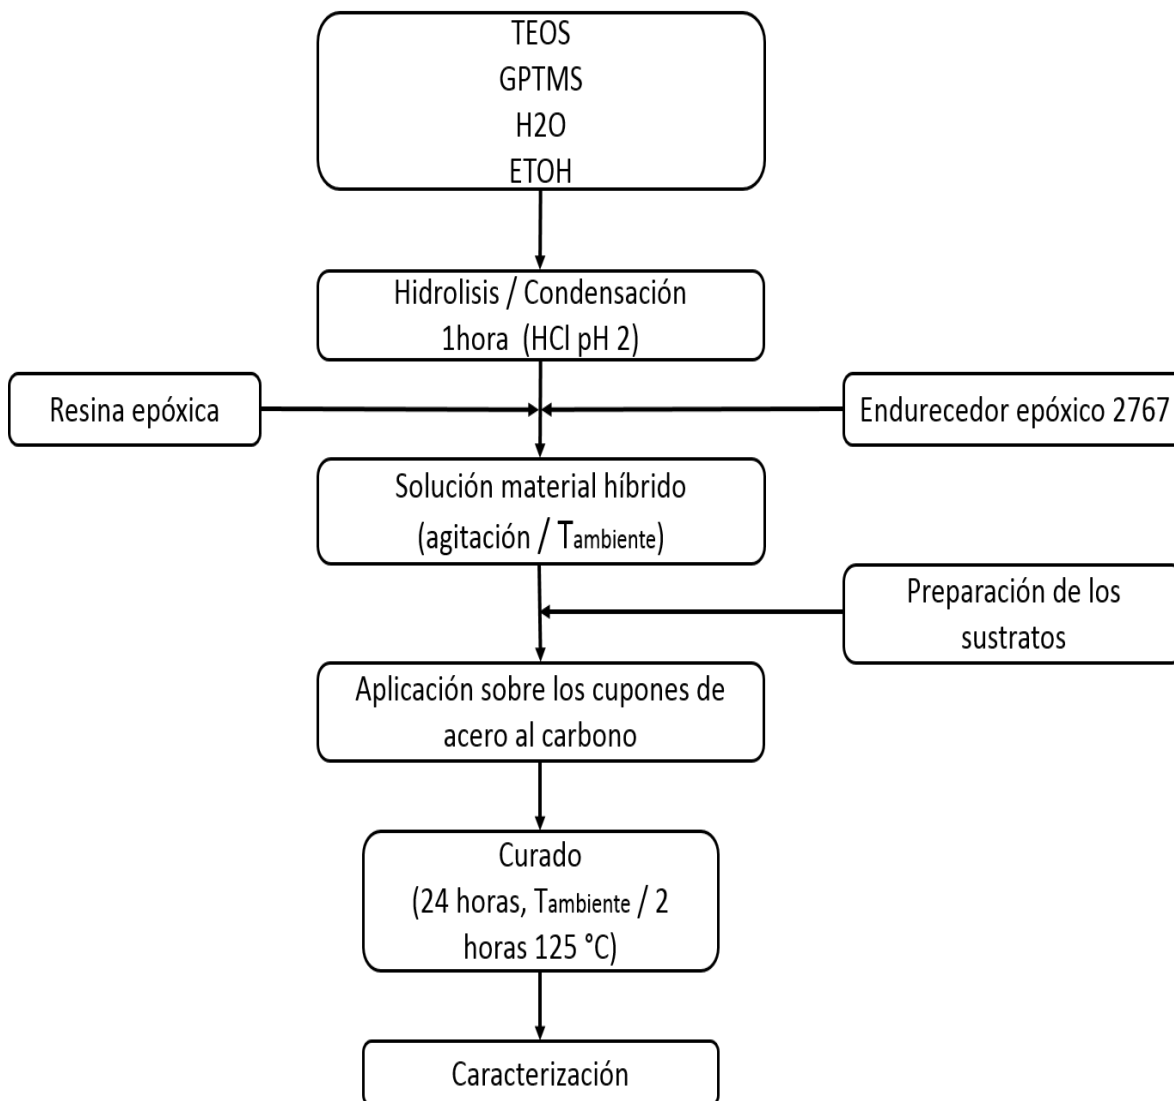 TEOS
GPTMS
H2O
ETOH
Hidrolisis / Condensación
1hora (HCl pH 2)
Resina epóxica
Endurecedor epóxico 2767
Solución material híbrido
(agitación / Tambiente)
Preparación de los
sustratos
Aplicación sobre los cupones de
acero al carbono
Curado
(24 horas, Tambiente / 2
horas 125 °C)
Caracterización